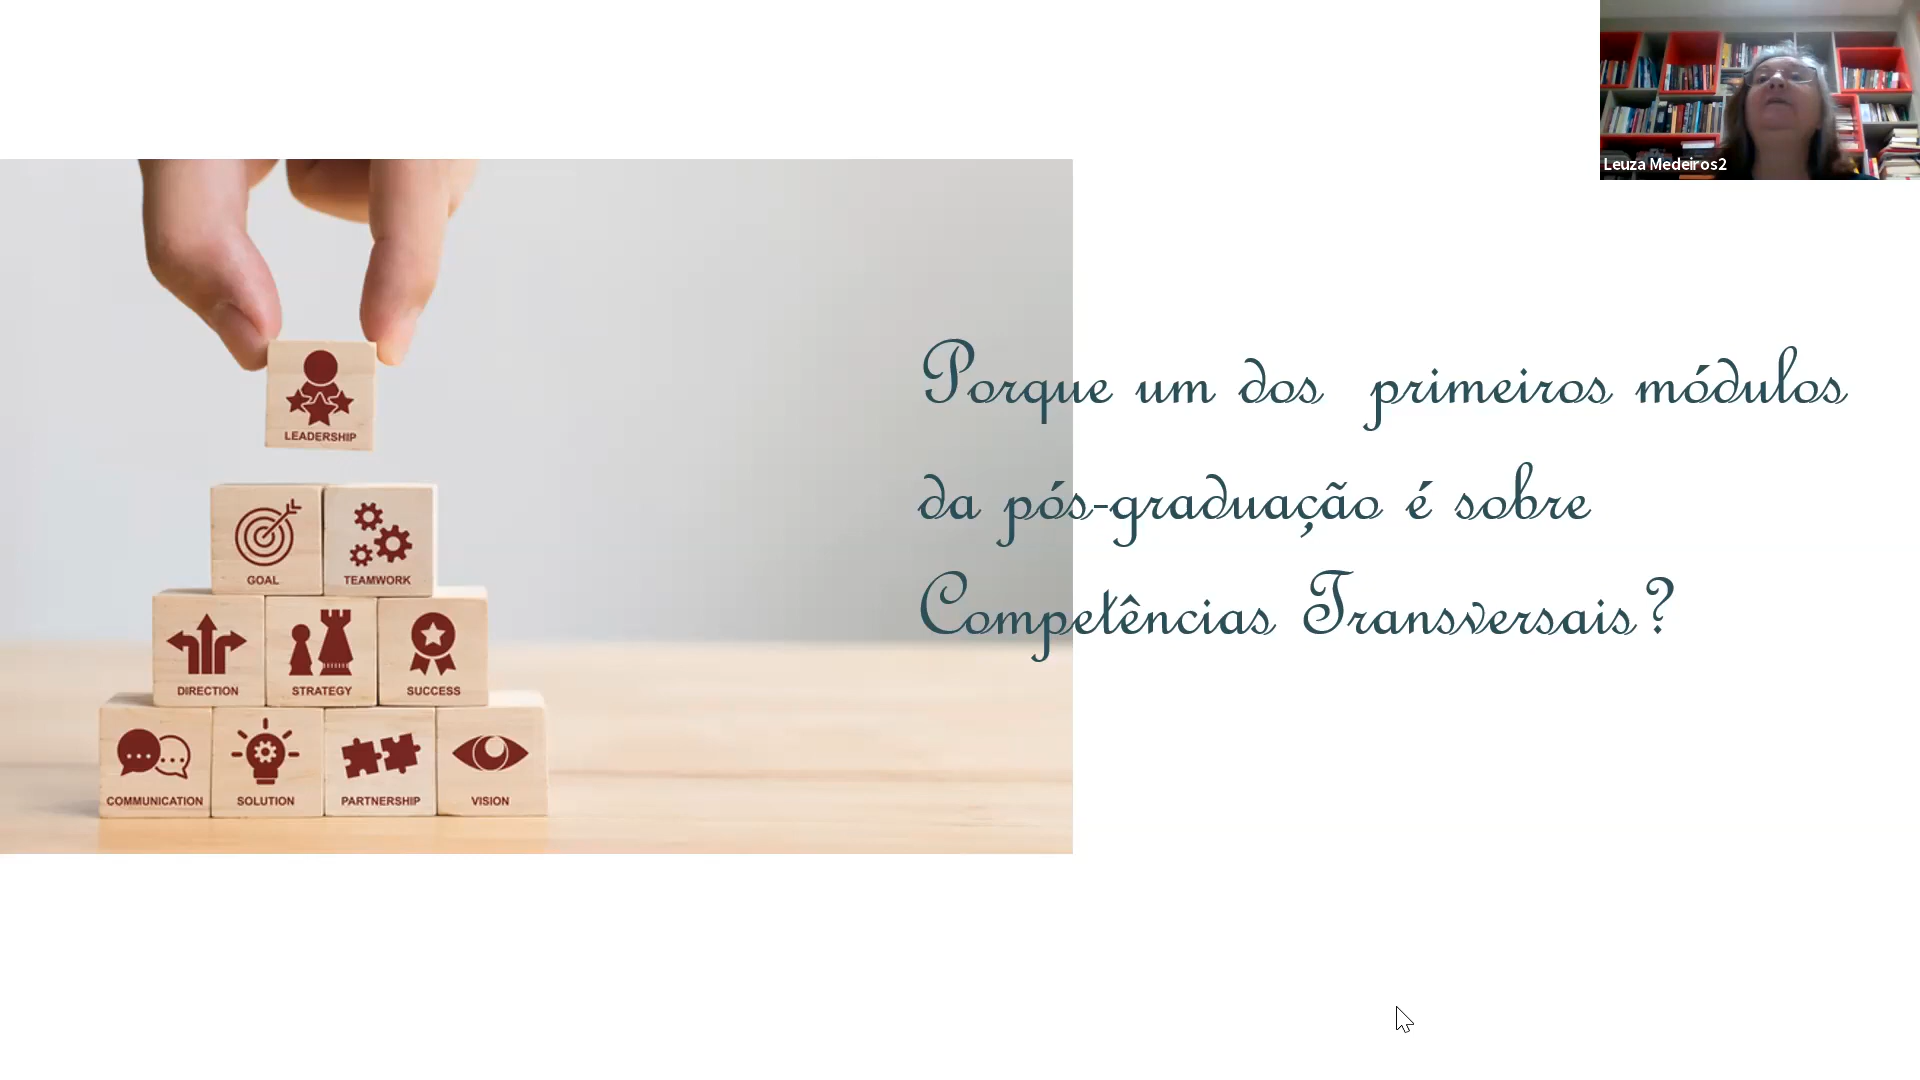 Leuza Medeiros2
LEADERSHIP
GOAL
TEAMWORK
DIRECTION
STRATEGY
SUCCESS
COMMUNICATION
SOLUTION
PARTNERSHIP
VISION
Porque um dos  primeiros módulos
da pós-graduação é sobre
Competências Transversais?